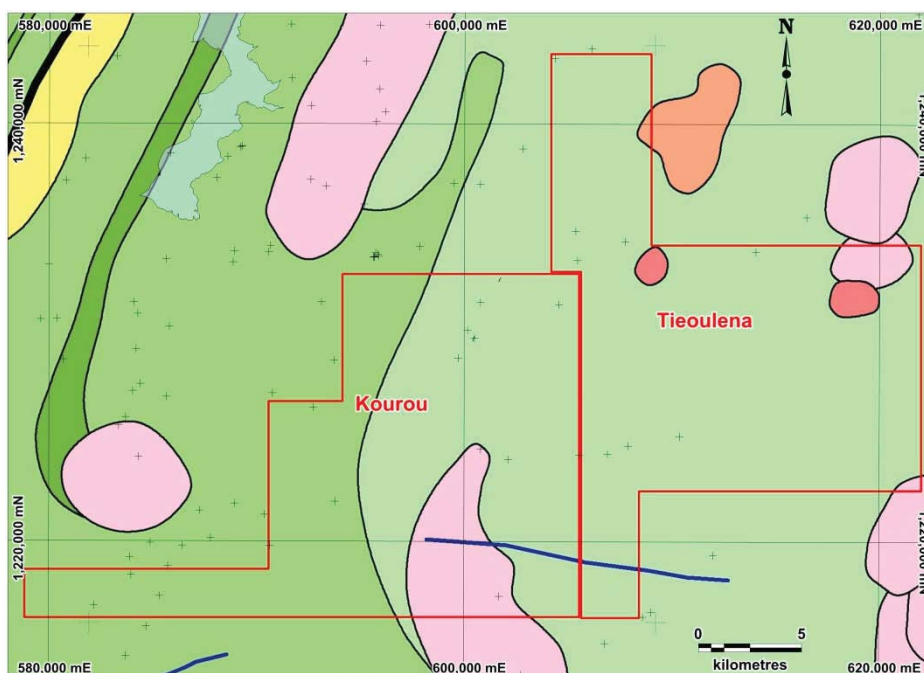 580,000 mE
600,000 mE
620,000 mE
N
1,240,000 mN
1,240,000 mN
Tieoulena
Kourou
1,220,000 mN
1,220,000 mN
0 5
kilometres
580,000 mE
600,000 mE
620,000 mE